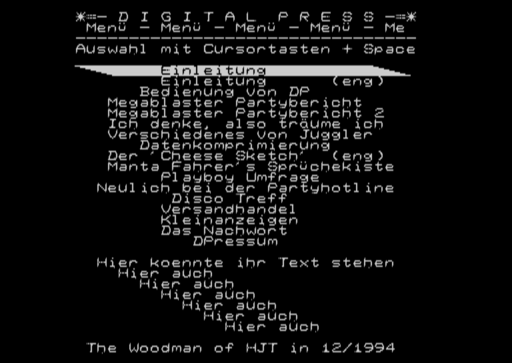 *=- D I G I T A L  P R E S S -=*
Menü - Menü - Menü - Menü - Me
Auswahl mit Cursortasten + Space
Einleitung
Einleitung (eng)
Bedienung von DP
Megablaster Partybericht
Megablaster Partybericht 2
Ich denke, also träume ich
Verschiedenes von Juggler
Datenkomprimierung
Der 'Cheese Sketch' (eng)
Manta Fahrer's Sprüchekiste
Playboy Umfrage
Neulich bei der Partyhotline
Disco Treff
Versandhandel
Kleinanzeigen
Das Nachwort
DPressum
Hier koennte ihr Text stehen
Hier auch
Hier auch
Hier auch
Hier auch
Hier auch
Hier auch
The Woodman of HJT in 12/1994